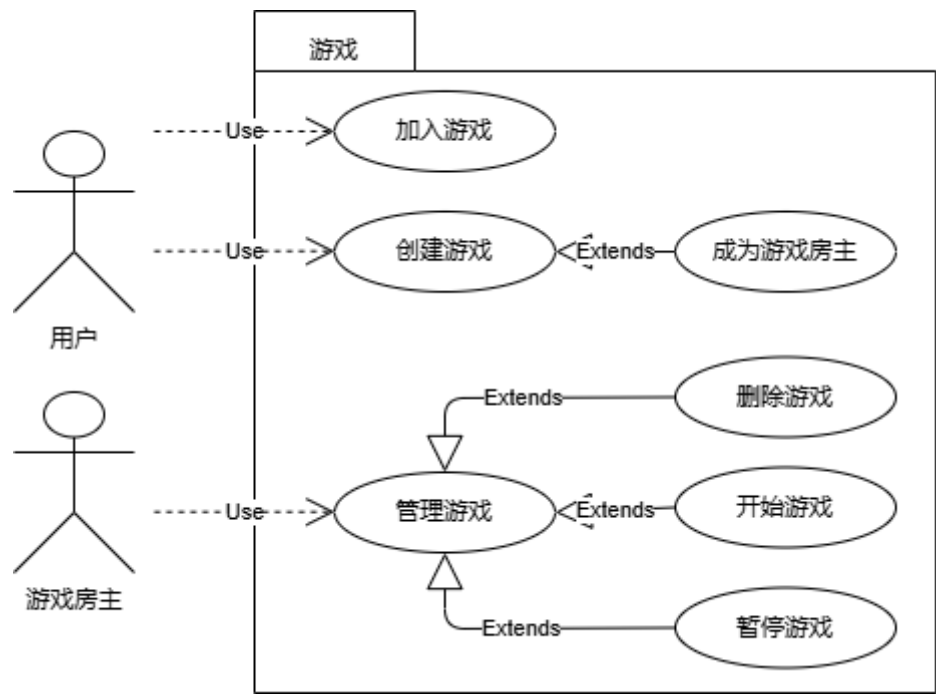 游戏
Use
加入游戏
用户
Use
创建游戏
Extends
成为游戏房主
Extends
删除游戏
游戏房主
Use
管理游戏
Extends
开始游戏
Extends
暂停游戏